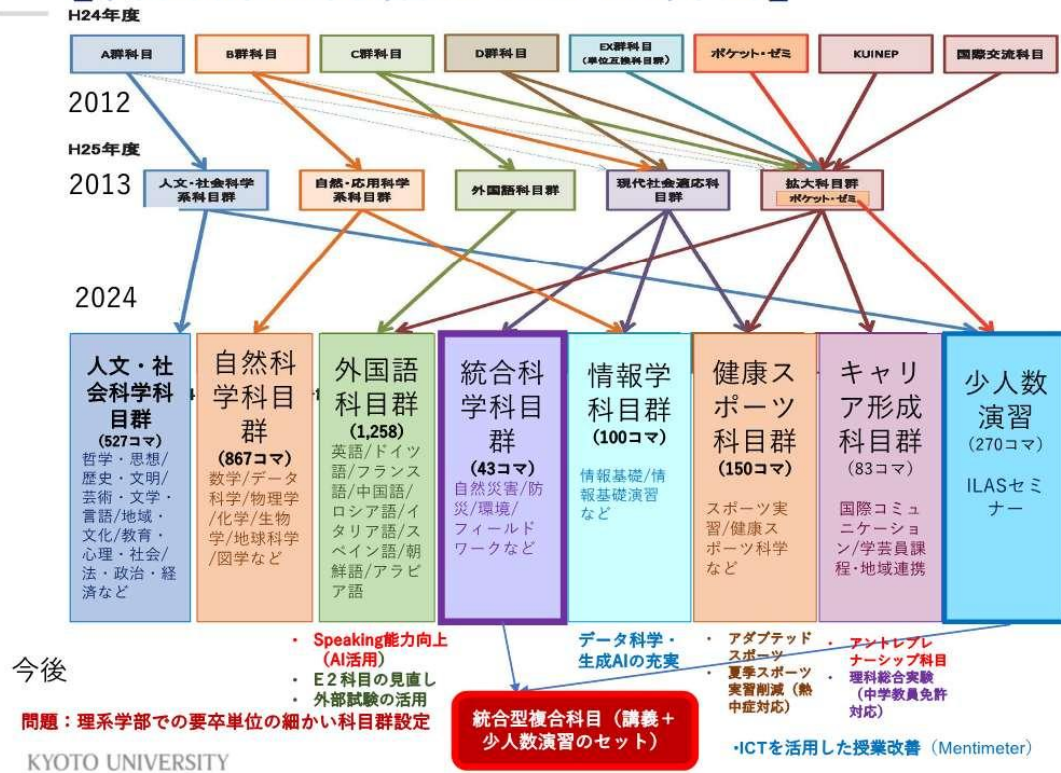 H24年度
A群科目
B群科目
C群科目
D群科目
EX群科目
(単位互換科目群)
ポケット・ゼミ
KUINEP
国際交流科目
2012
H25年度
2013
人文・社会科学
系科目群
自然・応用科学
系科目群
外国語科目群
現代社会適応科
目群
拡大科目群
ポケット・ゼミ
2024
人文・社
会科学科
目群
(527コマ)
哲学・思想/
歴史・文明/
芸術・文学・
言語/地域・
文化/教育・
心理・社会/
法・政治・経
済など
自然科
学科目
群
(867コマ)
数学/データ
科学/物理学
/化学/生物
学/地球科学
/図学など
外国語
科目群
(1,258)
英語/ドイツ
語/フランス
語/中国語/
ロシア語/イ
タリア語/ス
ペイン語/朝
鮮語/アラビ
ア語
統合科
学科目
群
(43コマ)
自然災害/防
災/環境/
フィールド
ワークなど
情報学
科目群
(100コマ)
情報基礎/情
報基礎演習
など
健康ス
ポーツ
科目群
(150コマ)
スポーツ実
習/健康ス
ポーツ科学
など
キャリ
ア形成
科目群
(83コマ)
国際コミュ
ニケーショ
ン/学芸員課
程・地域連携
少人数
演習
(270コマ)
ILASセミ
ナー
今後
・ Speaking能力向上
(AI活用)
・ E２科目の見直し
・ 外部試験の活用
データ科学・
生成AIの充実
・ アダプテッド
スポーツ
・ 夏季スポーツ
実習削減（熱
中症対応）
・ アントレプレ
ナーシップ科目
・ 理科総合実験
（中学教員免許
対応）
問題：理系学部での要卒単位の細かい科目群設定
統合型複合科目（講義＋
少人数演習のセット）
・ICTを活用した授業改善（Mentimeter）
KYOTO UNIVERSITY